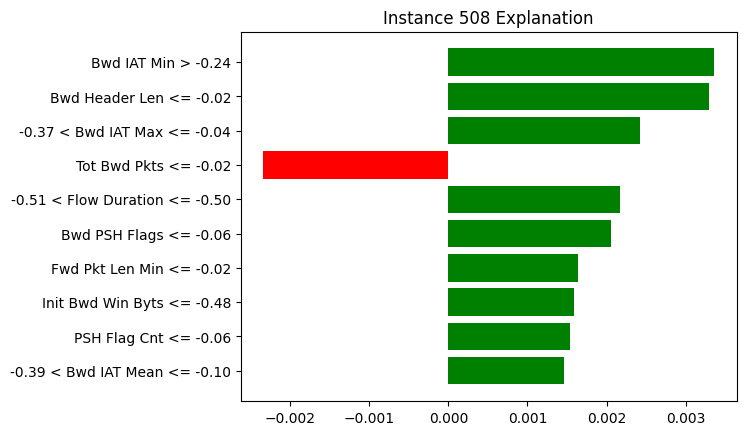 Instance 508 Explanation
Bwd IAT Min > -0.24
Bwd Header Len <= -0.02
-0.37 < Bwd IAT Max <= -0.04
Tot Bwd Pkts <= -0.02
-0.51 < Flow Duration <= -0.50
Bwd PSH Flags <= -0.06
Fwd Pkt Len Min <= -0.02
Init Bwd Win Byts <= -0.48
PSH Flag Cnt <= -0.06
-0.39 < Bwd IAT Mean <= -0.10
−0.002 −0.001 0.000 0.001 0.002 0.003